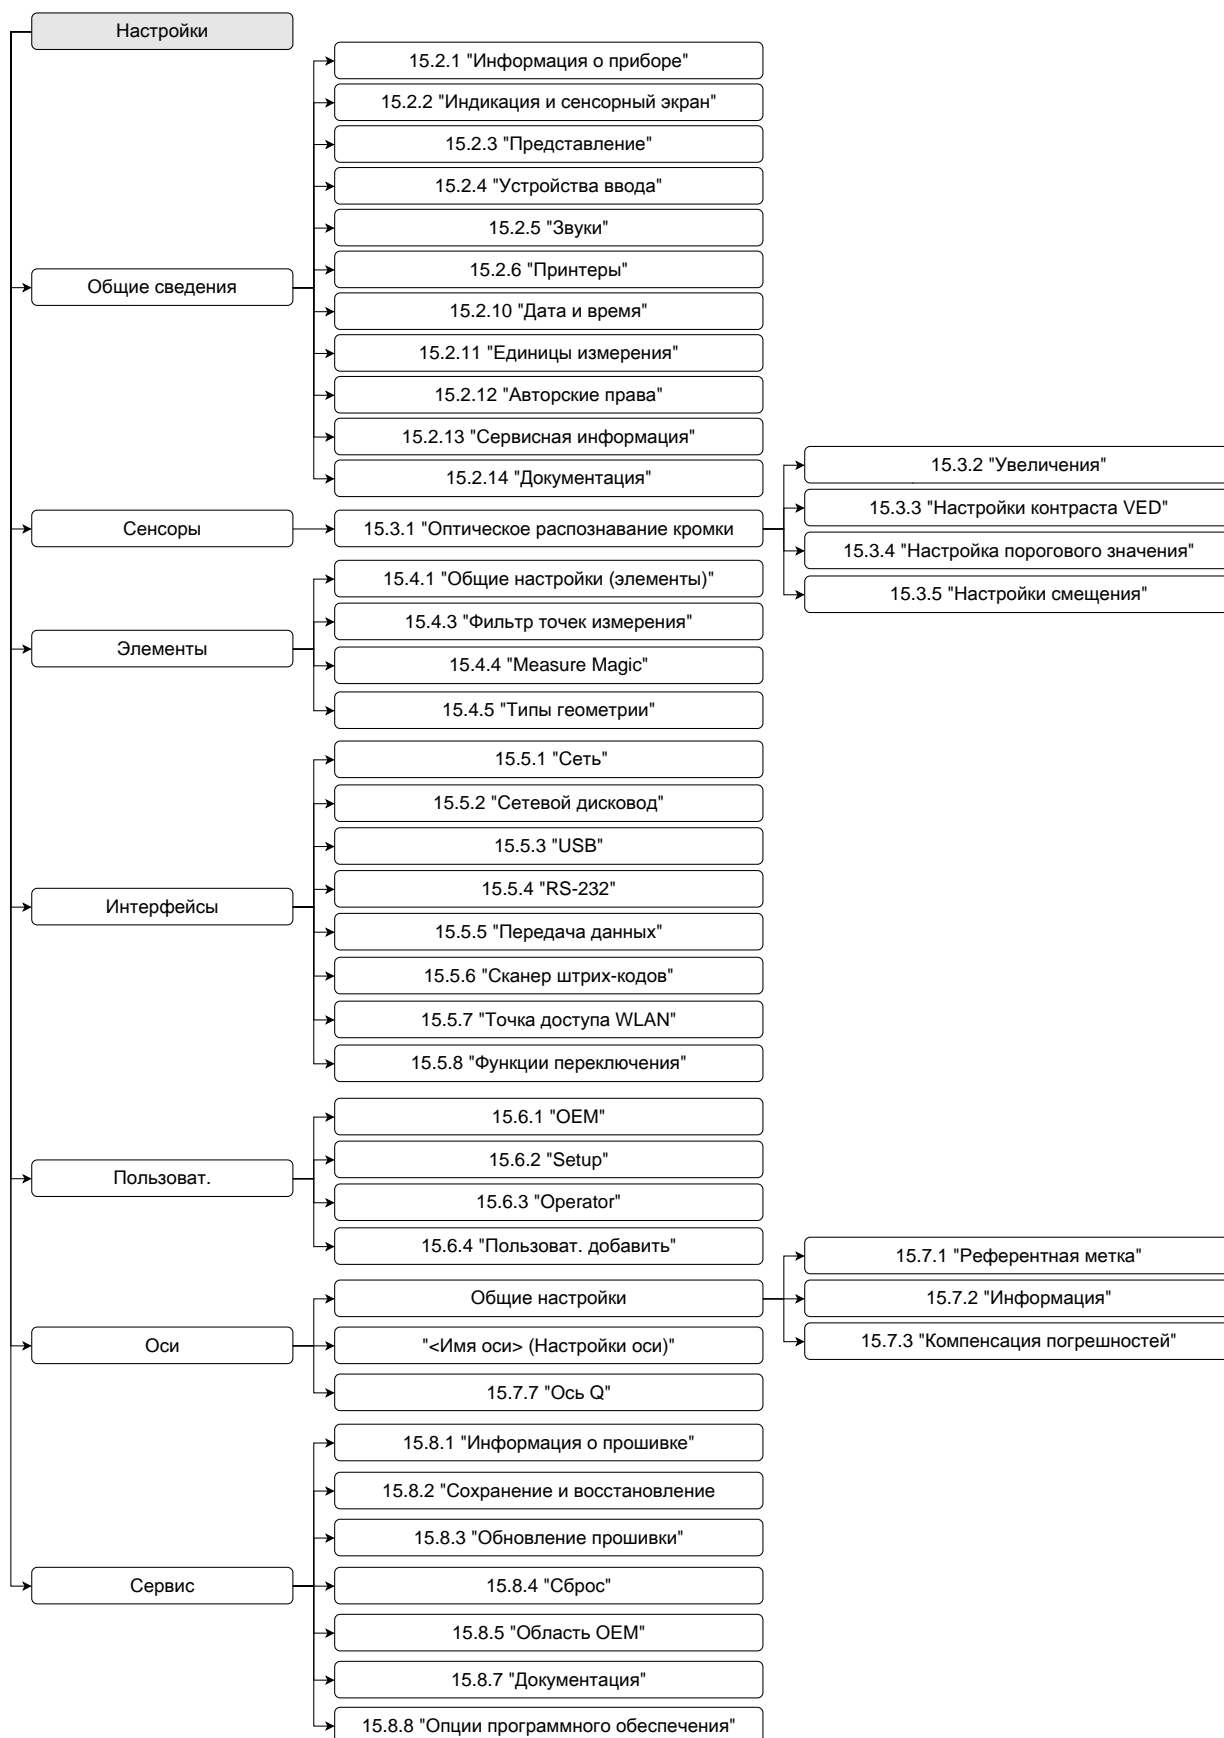 Настройки
15.2.1 "Информация о приборе"
15.2.2 "Индикация и сенсорный экран"
15.2.3 "Представление"
15.2.4 "Устройства ввода"
15.2.5 "Звуки"
15.2.6 "Принтеры"
Общие сведения
15.2.10 "Дата и время"
15.2.11 "Единицы измерения"
15.2.12 "Авторские права"
15.2.13 "Сервисная информация"
15.2.14 "Документация"
Сенсоры
15.3.1 "Оптическое распознавание кромки
15.3.2 "Увеличения"
15.3.3 "Настройки контраста VED"
15.3.4 "Настройка порогового значения"
15.3.5 "Настройки смещения"
Элементы
15.4.1 "Общие настройки (элементы)"
15.4.3 "Фильтр точек измерения"
15.4.4 "Measure Magic"
15.4.5 "Типы геометрии"
Интерфейсы
15.5.1 "Сеть"
15.5.2 "Сетевой дисковод"
15.5.3 "USB"
15.5.4 "RS-232"
15.5.5 "Передача данных"
15.5.6 "Сканер штрих-кодов"
15.5.7 "Точка доступа WLAN"
15.5.8 "Функции переключения"
Пользоват.
15.6.1 "OEM"
15.6.2 "Setup"
15.6.3 "Operator"
15.6.4 "Пользоват. добавить"
Оси
Общие настройки
15.7.1 "Референтная метка"
15.7.2 "Информация"
15.7.3 "Компенсация погрешностей"
"<Имя оси> (Настройки оси)"
15.7.7 "Ось Q"
Сервис
15.8.1 "Информация о прошивке"
15.8.2 "Сохранение и восстановление
15.8.3 "Обновление прошивки"
15.8.4 "Сброс"
15.8.5 "Область OEM"
15.8.7 "Документация"
15.8.8 "Опции программного обеспечения"